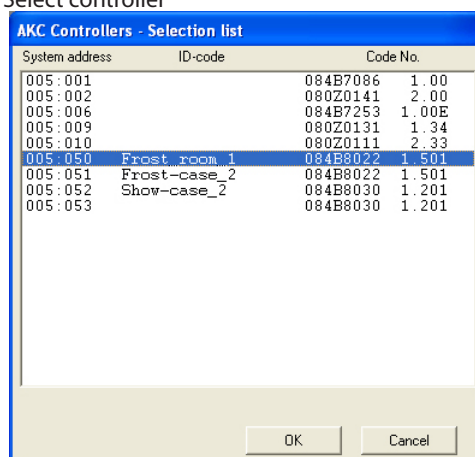 Select controller
AKC Controllers - Selection list
System address ID-code Code No.
005:001 084B7086 1.00
005:002 080Z0141 2.00
005:006 084B7253 1.00E
005:009 080Z0131 1.34
005:010 080Z0111 2.33
005:050 Frost_room_1 084B8022 1.501
005:051 Frost-case_2 084B8022 1.501
005:052 Show-case_2 084B8030 1.201
005:053 084B8030 1.201
OK Cancel